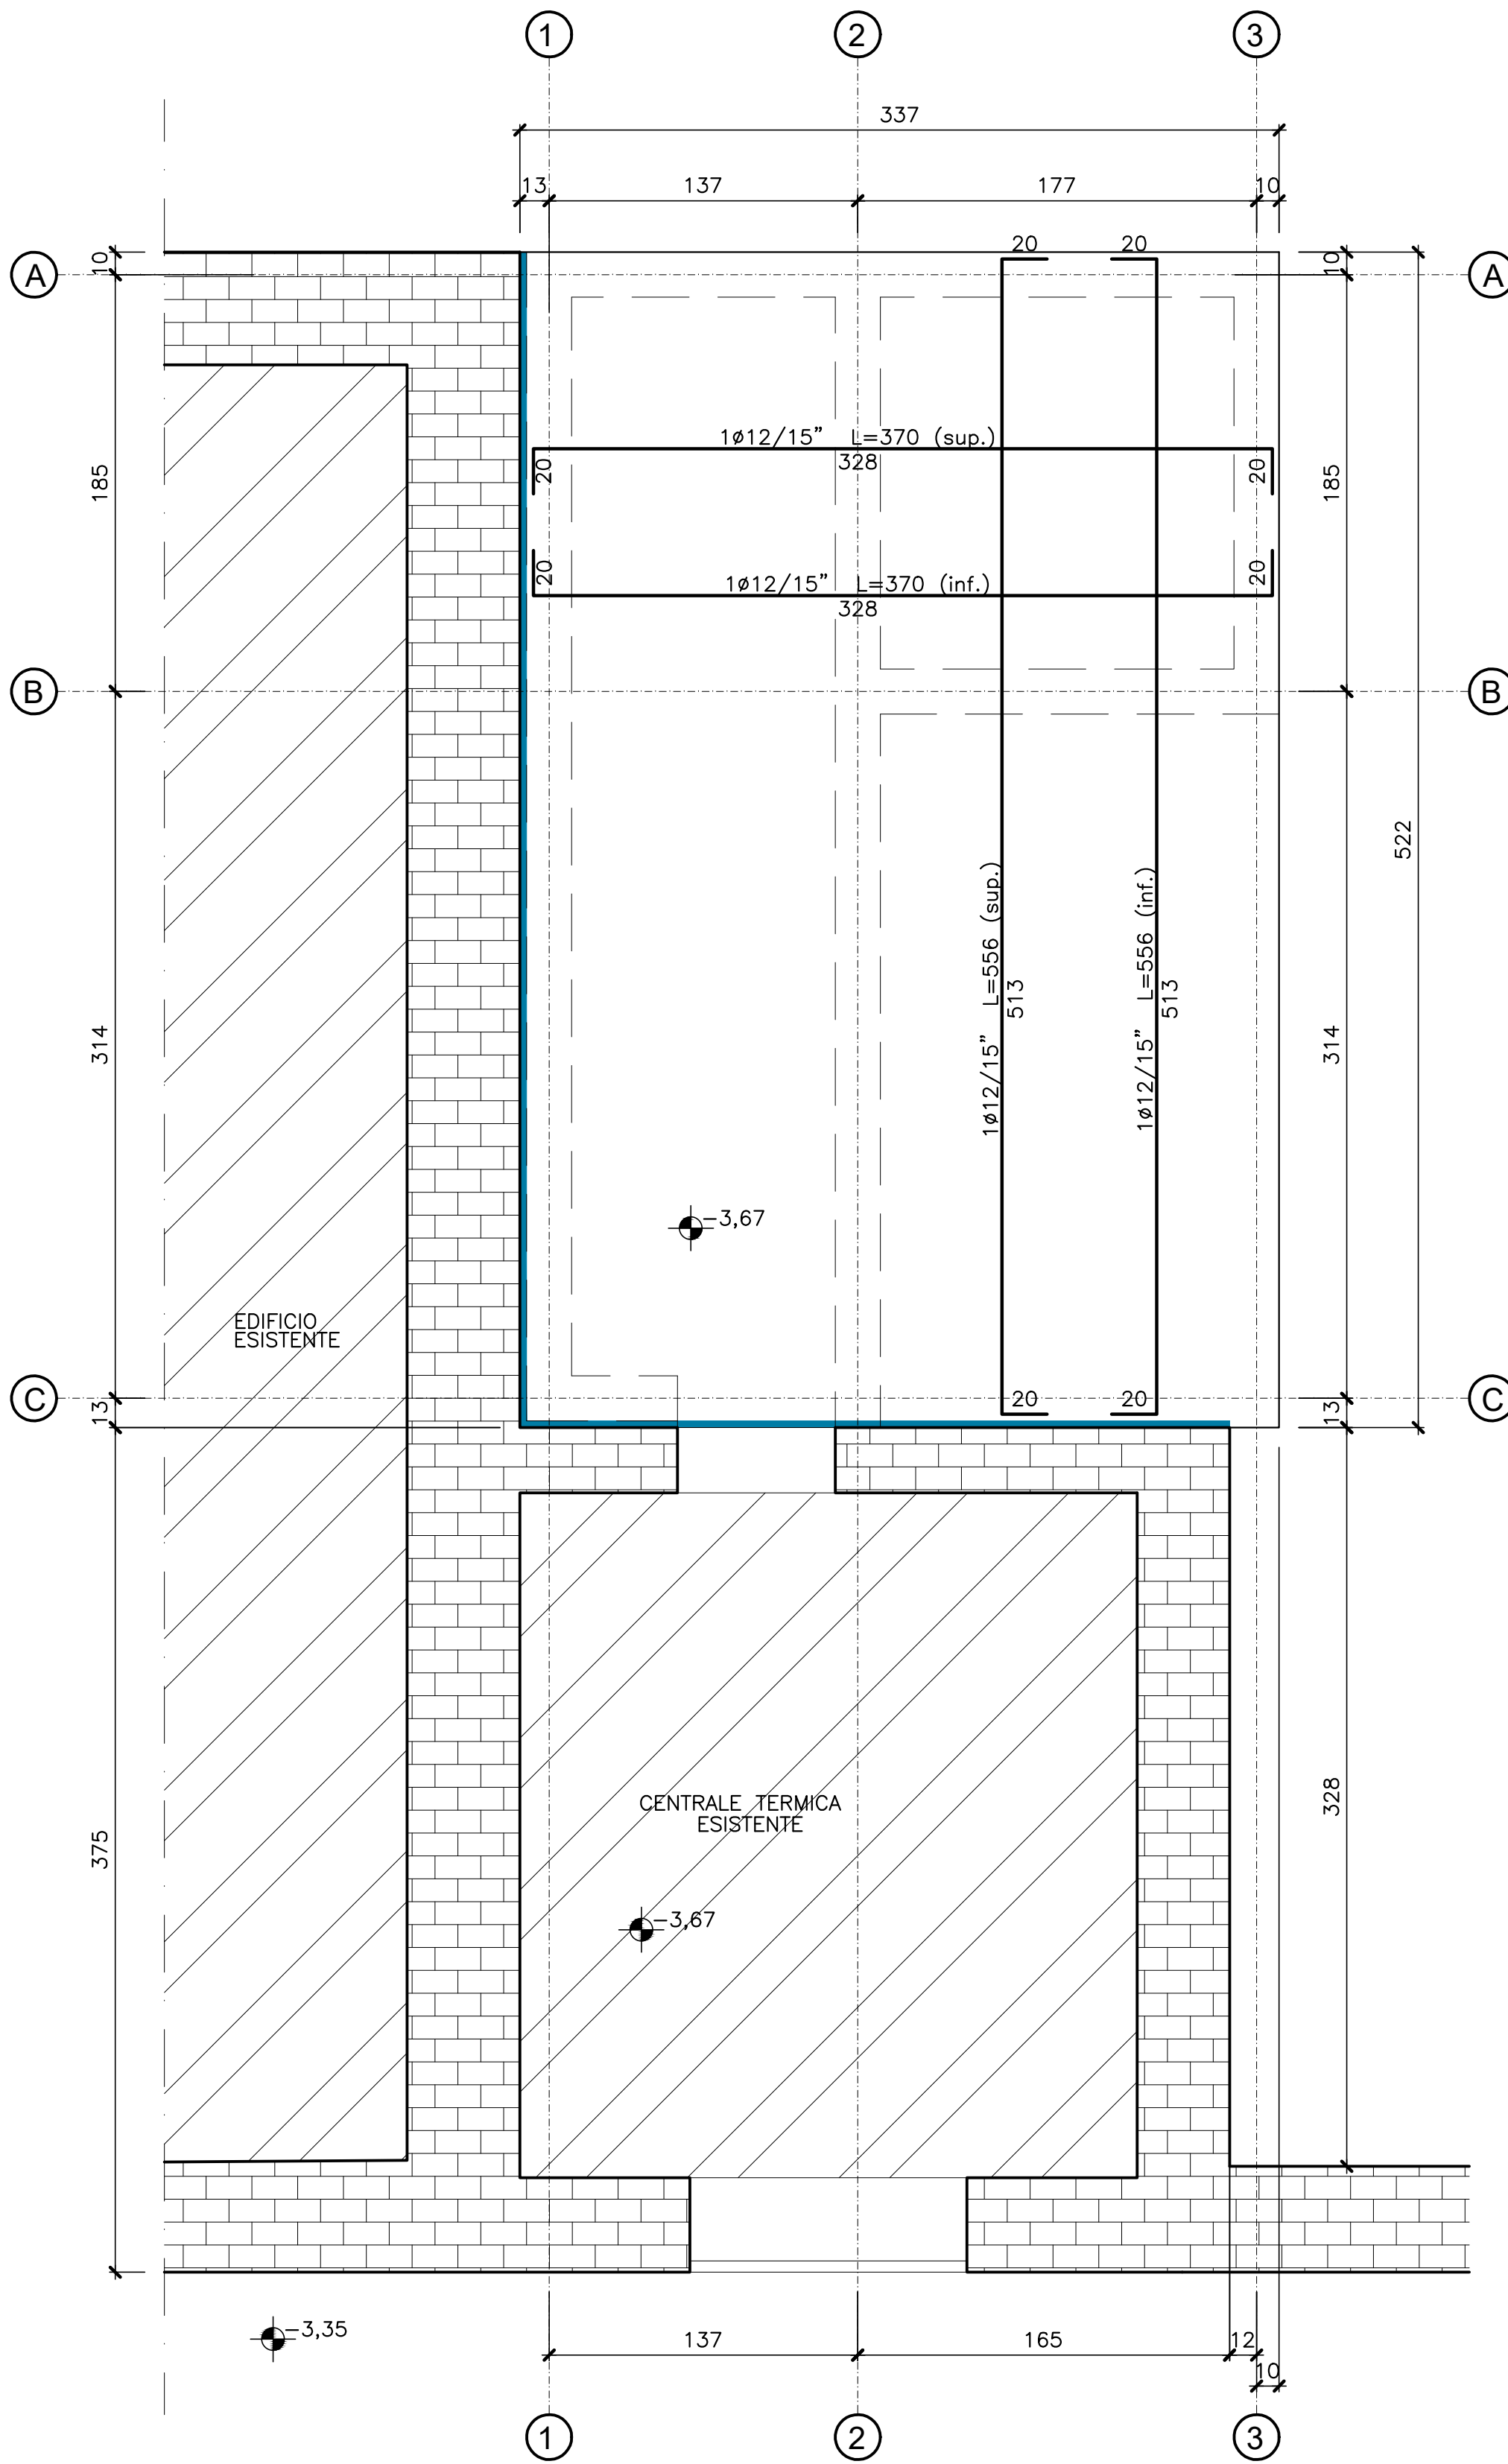 1
2
3
337
13
137
177
10
20
20
10
10
A
A
1ø12/15" L=370 (sup.)
328
20
20
185
185
20
20
1ø12/15" L=370 (inf.)
328
B
B
522
1ø12/15" L=556 (sup.)
513
1ø12/15" L=556 (inf.)
513
314
314
-3,67
EDIFICIO
ESISTENTE
20
20
C
C
13
13
CENTRALE TERMICA
ESISTENTE
328
375
-3,67
-3,35
137
165
12
10
1
2
3